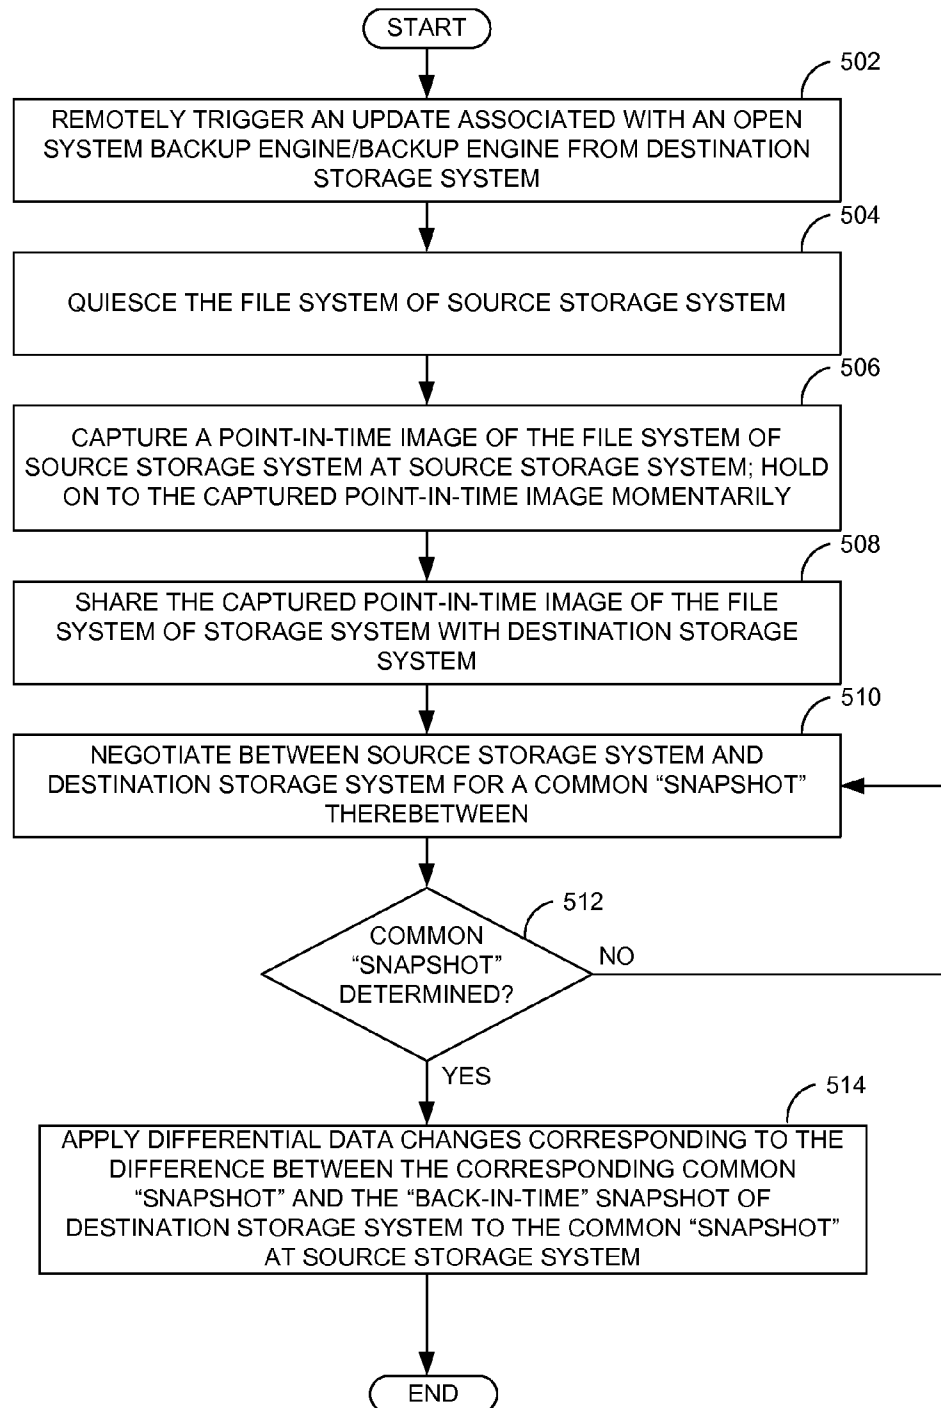 START
502
REMOTELY TRIGGER AN UPDATE ASSOCIATED WITH AN OPEN
SYSTEM BACKUP ENGINE/BACKUP ENGINE FROM DESTINATION
STORAGE SYSTEM
504
QUIESCE THE FILE SYSTEM OF SOURCE STORAGE SYSTEM
506
CAPTURE A POINT-IN-TIME IMAGE OF THE FILE SYSTEM OF
SOURCE STORAGE SYSTEM AT SOURCE STORAGE SYSTEM; HOLD
ON TO THE CAPTURED POINT-IN-TIME IMAGE MOMENTARILY
508
SHARE THE CAPTURED POINT-IN-TIME IMAGE OF THE FILE
SYSTEM OF STORAGE SYSTEM WITH DESTINATION STORAGE
SYSTEM
510
NEGOTIATE BETWEEN SOURCE STORAGE SYSTEM AND
DESTINATION STORAGE SYSTEM FOR A COMMON “SNAPSHOT”
THEREBETWEEN
512
COMMON
“SNAPSHOT”
DETERMINED?
NO
YES
514
APPLY DIFFERENTIAL DATA CHANGES CORRESPONDING TO THE
DIFFERENCE BETWEEN THE CORRESPONDING COMMON
“SNAPSHOT” AND THE “BACK-IN-TIME” SNAPSHOT OF
DESTINATION STORAGE SYSTEM TO THE COMMON “SNAPSHOT”
AT SOURCE STORAGE SYSTEM
END